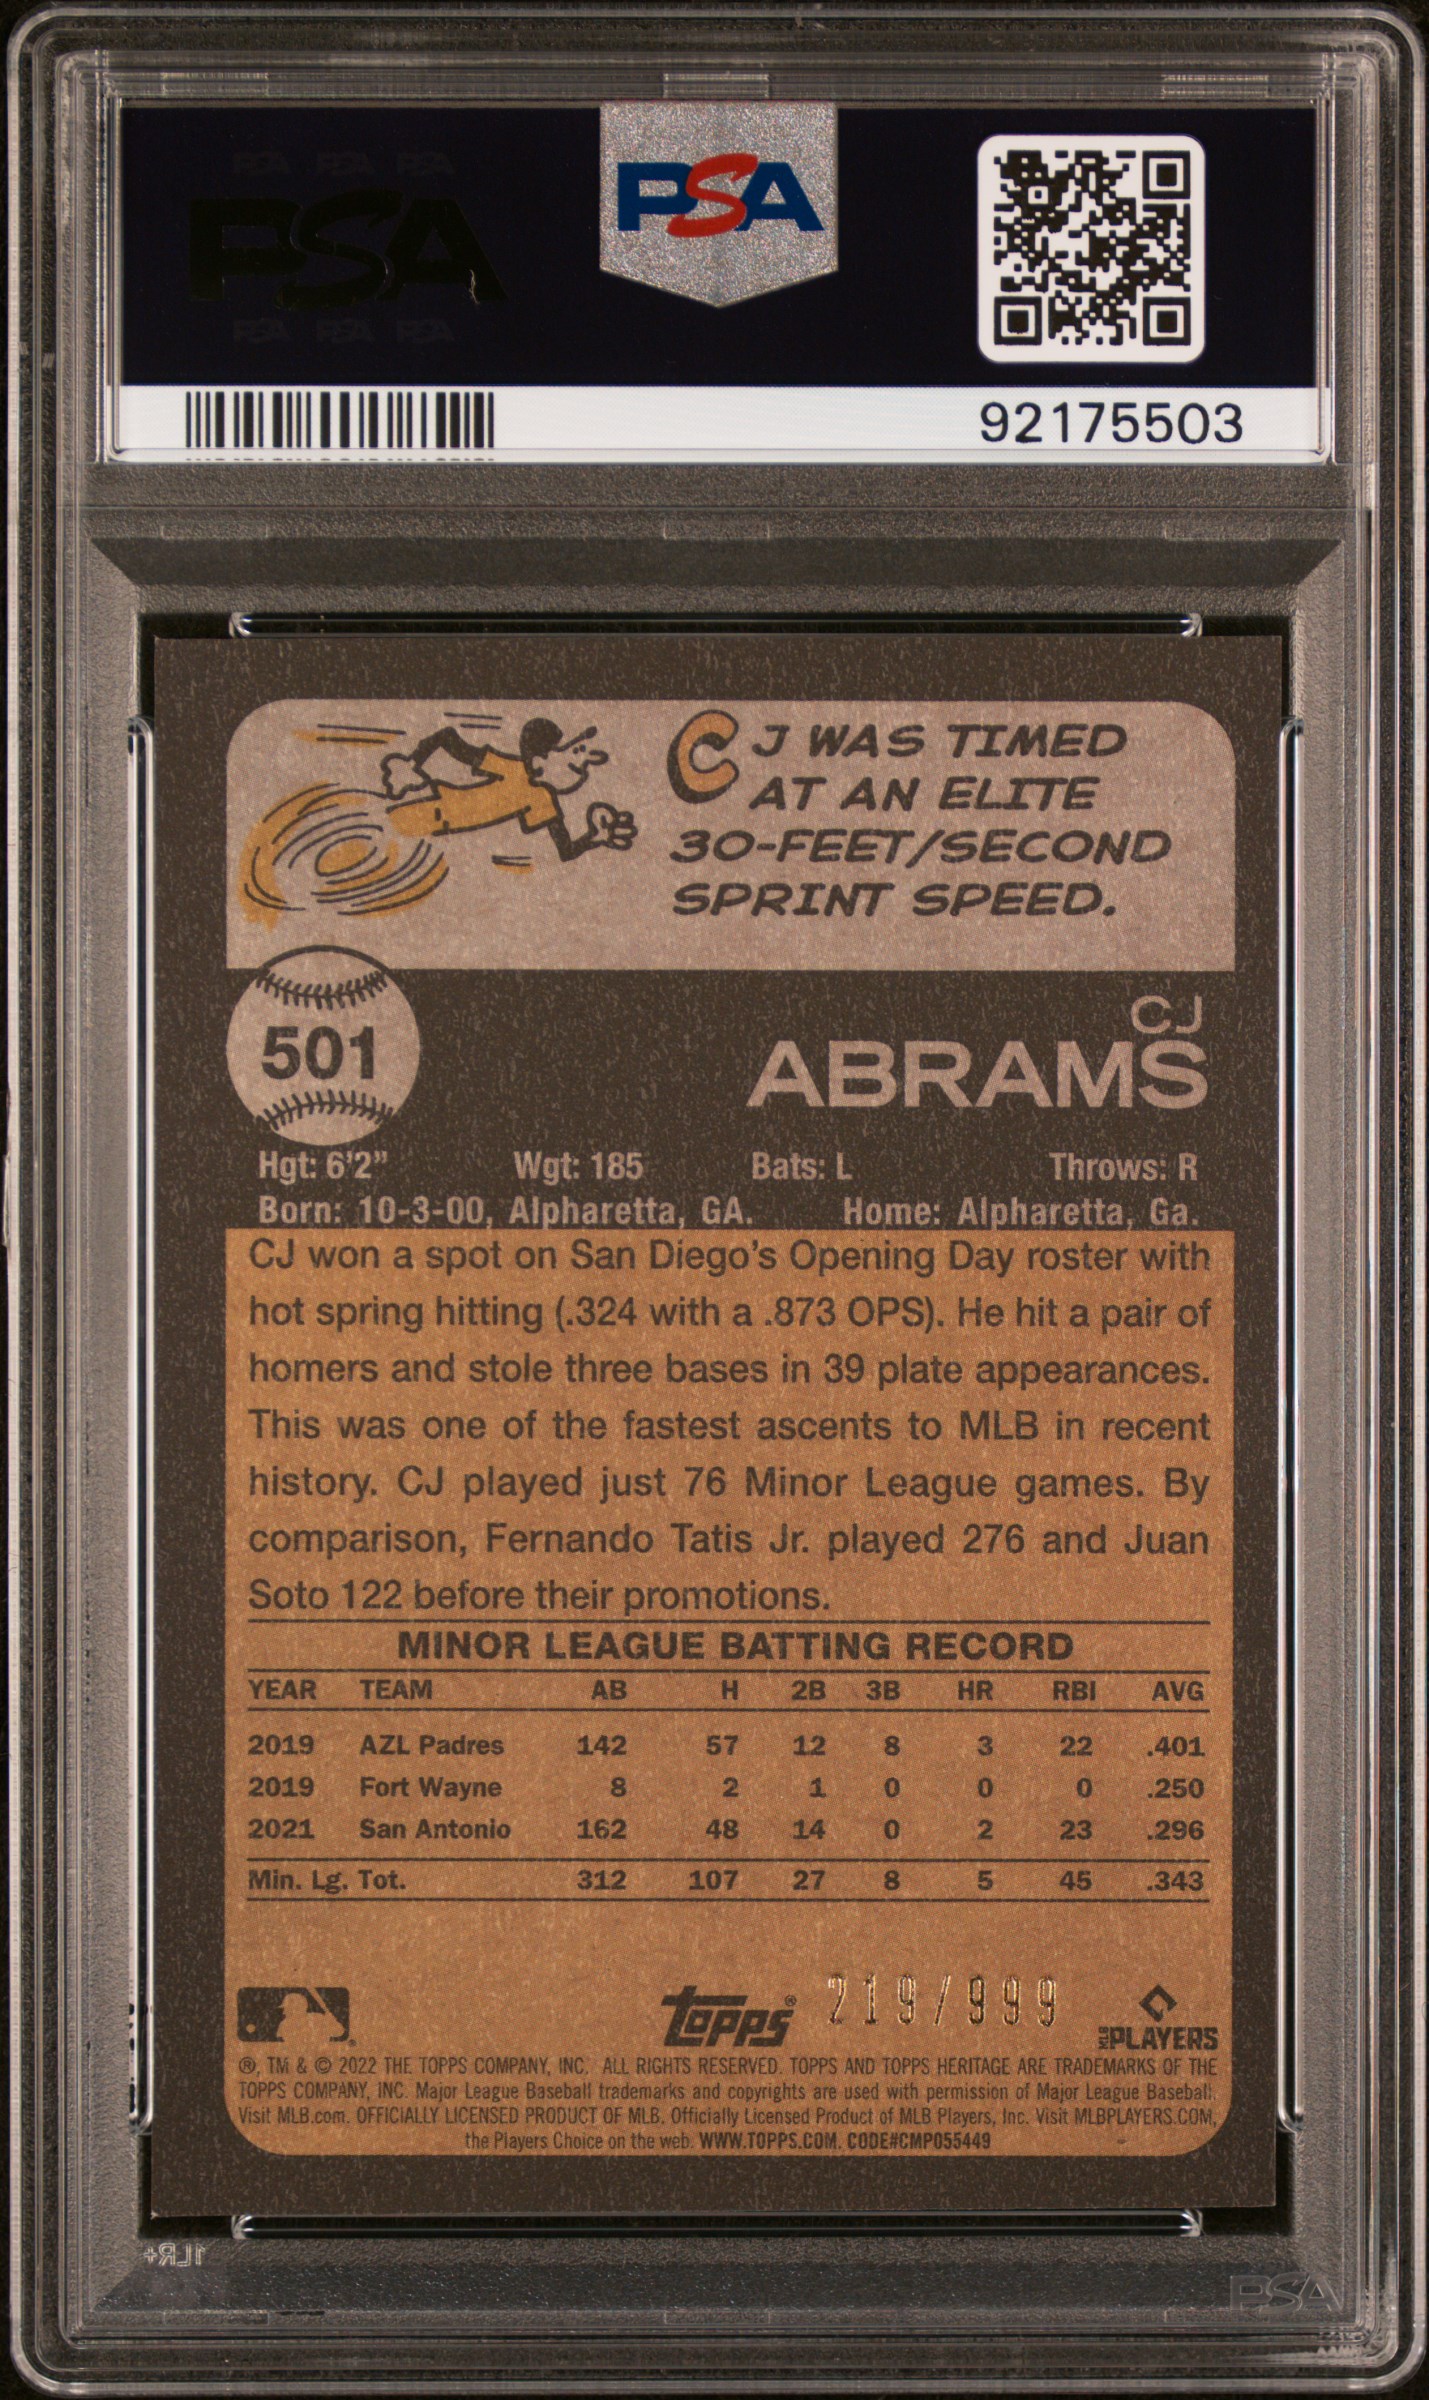 PSA PSA PSA
PSA
PSA PSA PSA
PSA
92175503
CJ WAS TIMED
AT AN ELITE
30-FEET/SECOND
SPRINT SPEED.
501
CJ
ABRAMS
Hgt: 6'2" Wgt: 185 Bats: L Throws: R
Born: 10-3-00, Alpharetta, GA. Home: Alpharetta, Ga.
CJ won a spot on San Diego's Opening Day roster with
hot spring hitting (.324 with a .873 OPS). He hit a pair of
homers and stole three bases in 39 plate appearances.
This was one of the fastest ascents to MLB in recent
history. CJ played just 76 Minor League games. By
comparison, Fernando Tatis Jr. played 276 and Juan
Soto 122 before their promotions.
MINOR LEAGUE BATTING RECORD
YEAR TEAM AB H 2B 3B HR RBI AVG
2019 AZL Padres 142 57 12 8 3 22 .401
2019 Fort Wayne 8 2 1 0 0 0 .250
2021 San Antonio 162 48 14 0 2 23 .296
Min. Lg. Tot. 312 107 27 8 5 45 .343
Topps® 219/999 MLB PLAYERS
®, TM & © 2022 THE TOPPS COMPANY, INC. ALL RIGHTS RESERVED. TOPPS AND TOPPS HERITAGE ARE TRADEMARKS OF THE
TOPPS COMPANY, INC. Major League Baseball trademarks and copyrights are used with permission of Major League Baseball.
Visit MLB.com. OFFICIALLY LICENSED PRODUCT OF MLB. Officially Licensed Product of MLB Players, Inc. Visit MLBPLAYERS.COM,
the Players Choice on the web. WWW.TOPPS.COM. CODE#CMP055449
1LR+
PSA